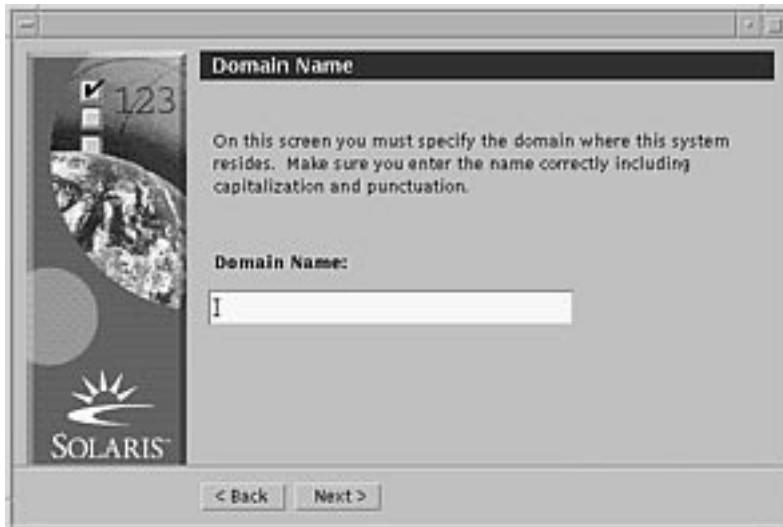 Domain Name
123
On this screen you must specify the domain where this system
resides. Make sure you enter the name correctly including
capitalization and punctuation.
Domain Name:
SOLARIS™
< Back
Next >